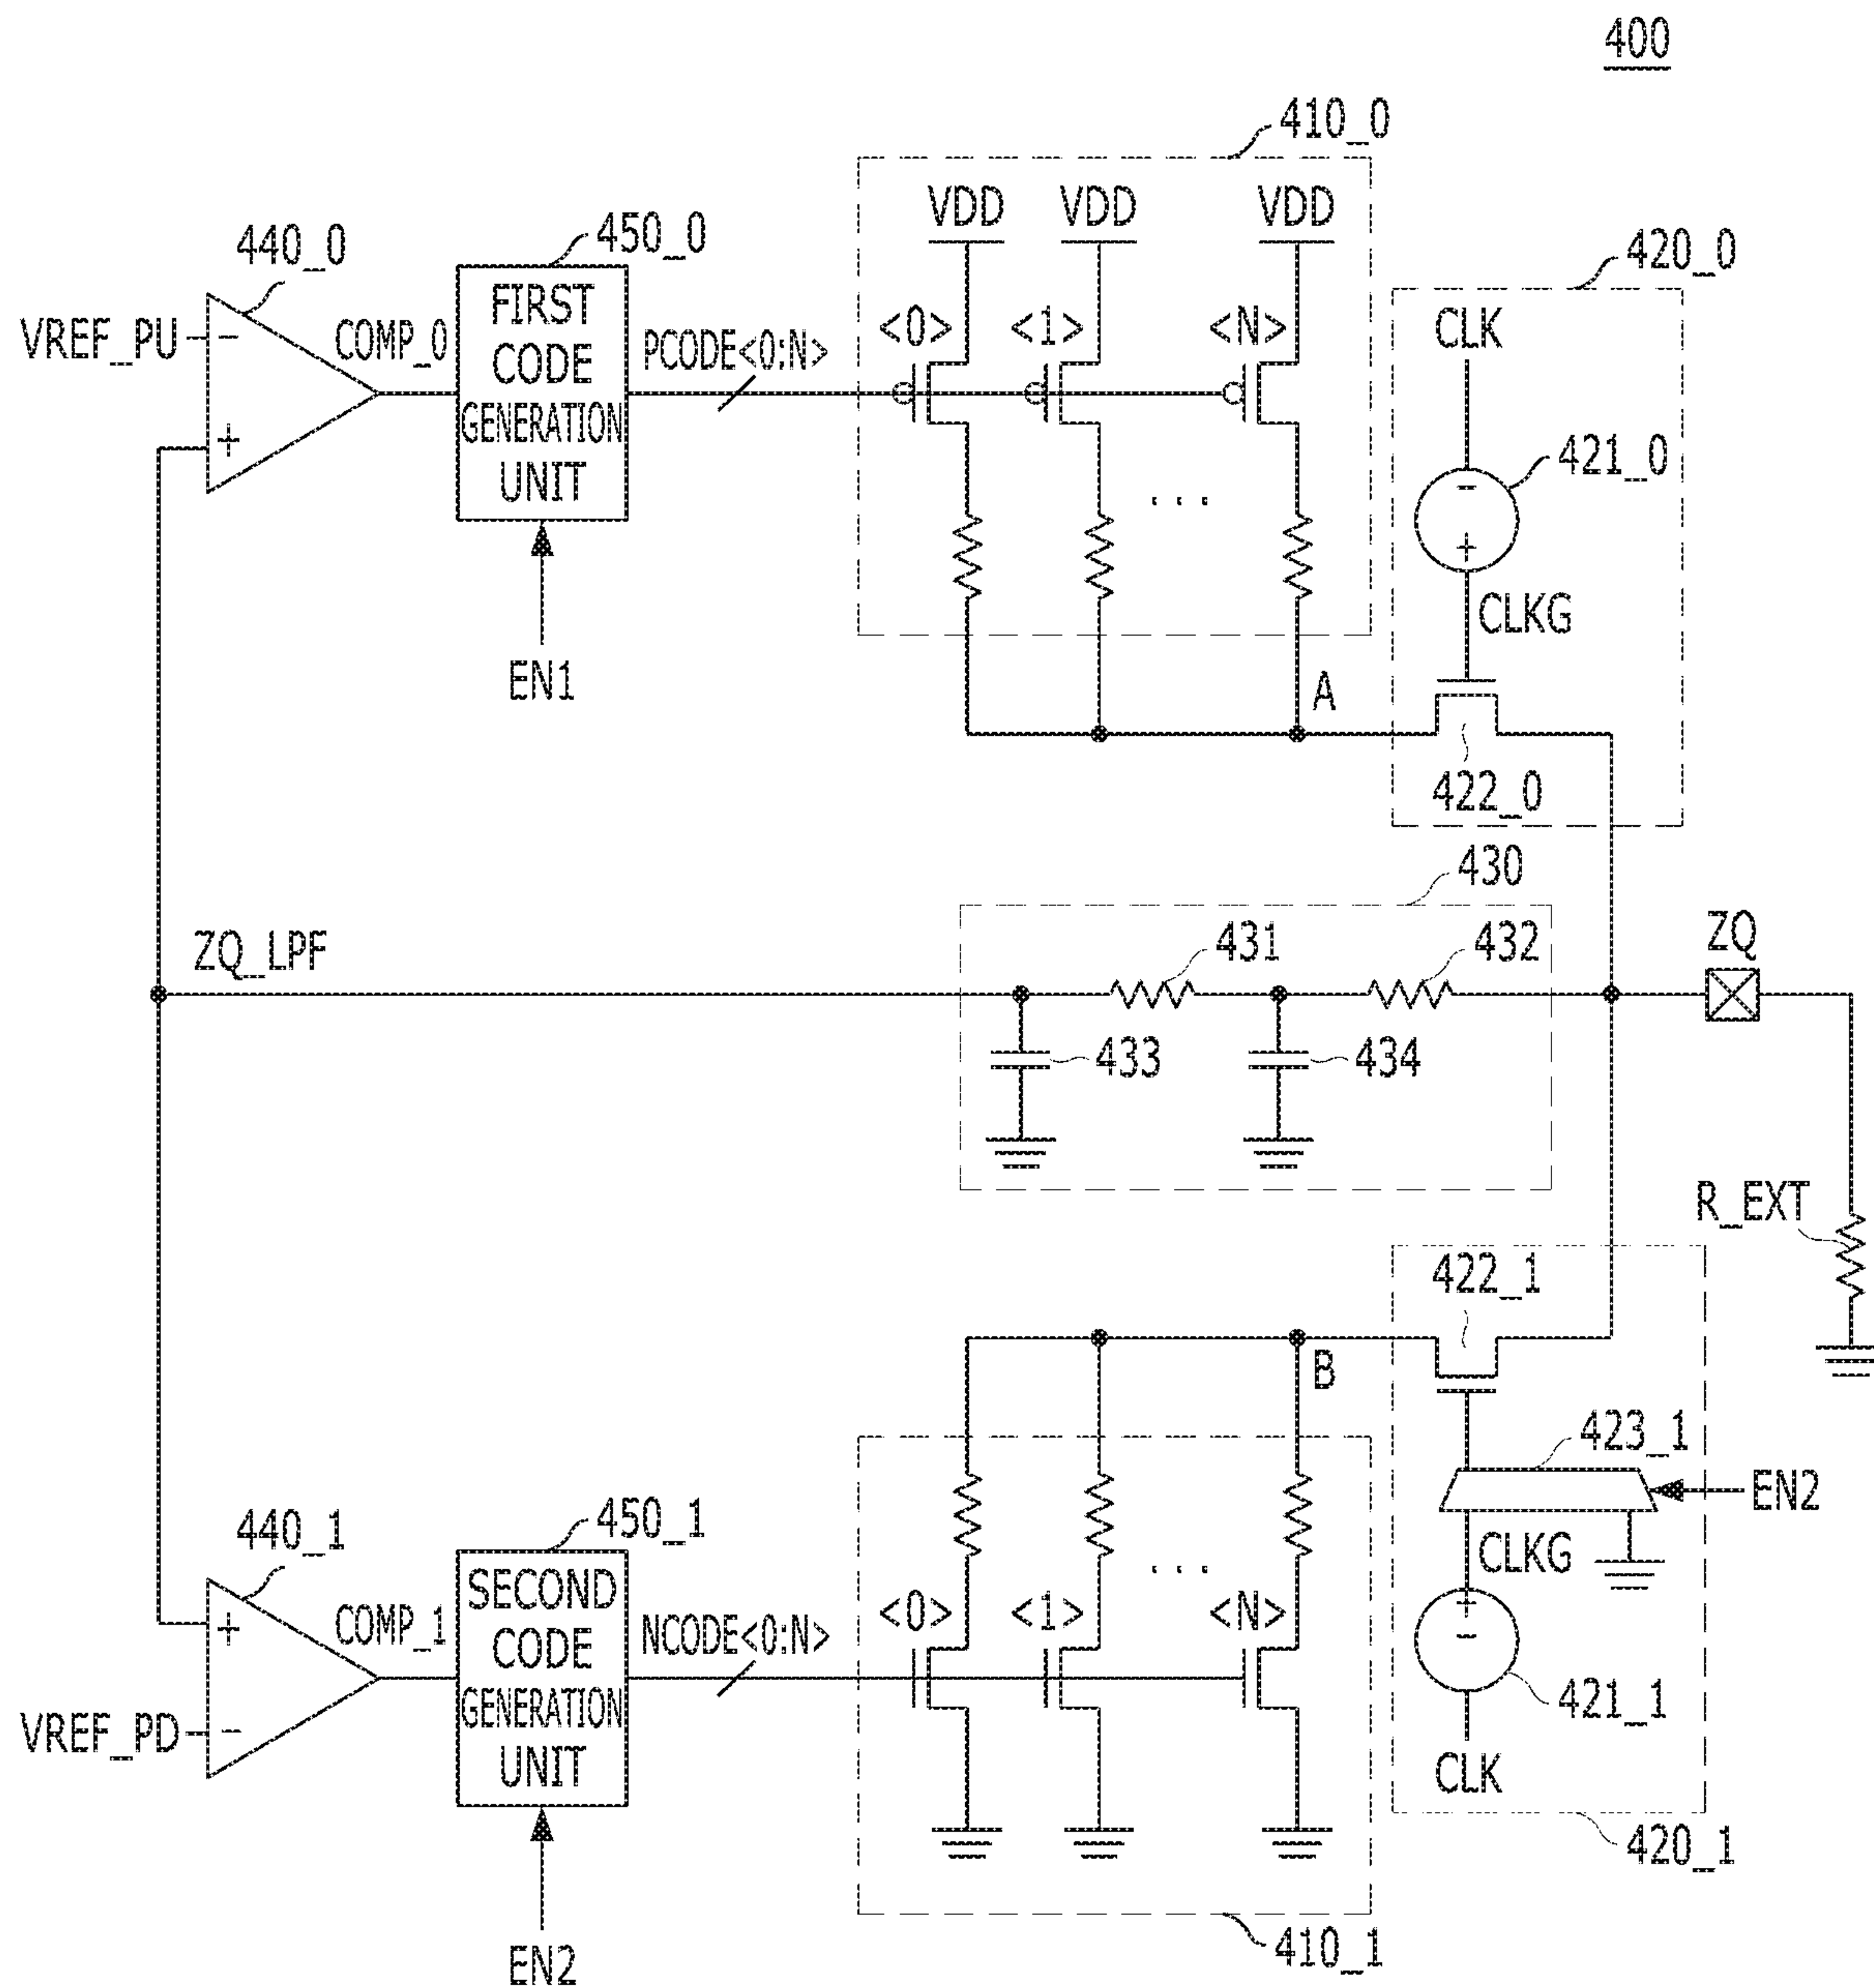 400
410_0
VDD VDD VDD
440_0
450_0
420_0
VREF_PU
-
+
COMP_0
FIRST
CODE
GENERATION
UNIT
PCODE<0:N>
<0> <1> <N>
...
CLK
-
+
421_0
CLKG
EN1
A
422_0
430
ZQ_LPF
431
432
ZQ
433
434
R_EXT
422_1
B
423_1
EN2
440_1
450_1
+
-
VREF_PD
COMP_1
SECOND
CODE
GENERATION
UNIT
NCODE<0:N>
<0> <1> <N>
...
CLKG
+
-
421_1
CLK
420_1
EN2
410_1